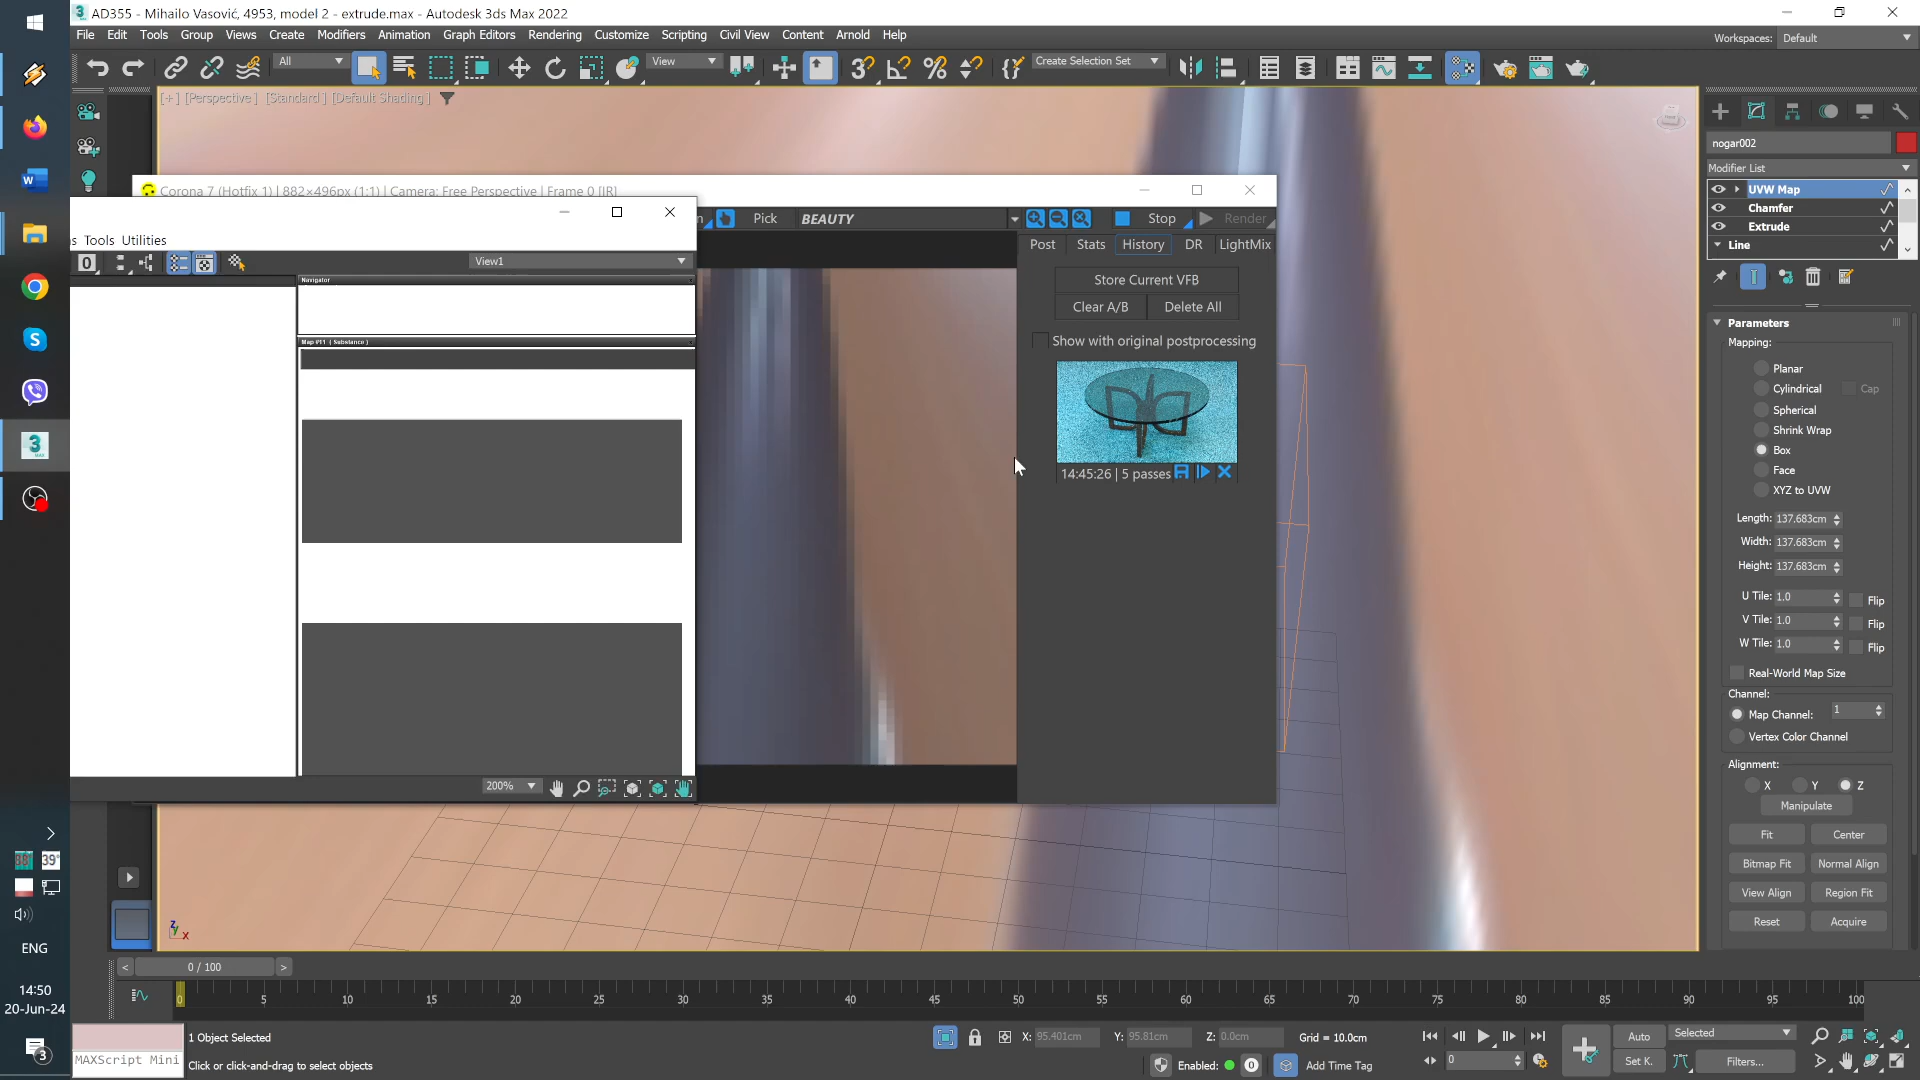 AD355 - Mihailo Vasović, 4953, model 2 - extrude.max - Autodesk 3ds Max 2022
File Edit Tools Group Views Create Modifiers Animation Graph Editors Rendering Customize Scripting Civil View Content Arnold Help
Workspaces: Default
All
View
Create Selection Set
[+] [Perspective] [Standard] [Default Shading]
nogar002
Modifier List
UVW Map
Chamfer
Extrude
Line
Corona 7 (Hotfix 1) | 882×496px (1:1) | Camera: Free Perspective | Frame 0 [IR]
Pick BEAUTY Stop Render
Post Stats History DR LightMix
Store Current VFB
Clear A/B Delete All
Show with original postprocessing
14:45:26 | 5 passes
Tools Utilities
View1
Navigator
Map #11 ( Substance )
200%
Parameters
Mapping:
Planar
Cylindrical Cap
Spherical
Shrink Wrap
Box
Face
XYZ to UVW
Length: 137.683cm
Width: 137.683cm
Height: 137.683cm
U Tile: 1.0 Flip
V Tile: 1.0 Flip
W Tile: 1.0 Flip
Real-World Map Size
Channel:
Map Channel: 1
Vertex Color Channel
Alignment:
X Y Z
Manipulate
Fit Center
Bitmap Fit Normal Align
View Align Region Fit
Reset Acquire
39°
ENG
14:50
20-Jun-24
3
z y x
0 / 100
0 5 10 15 20 25 30 35 40 45 50 55 60 65 70 75 80 85 90 95 100
MAXScript Mini
1 Object Selected
Click or click-and-drag to select objects
X: 95.401cm Y: 95.81cm Z: 0.0cm Grid = 10.0cm
Enabled: 0 Add Time Tag
0
Auto Selected
Set K. Filters...